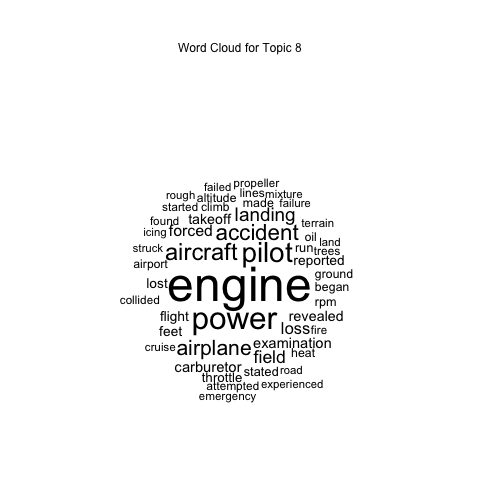 Word Cloud for Topic 8
failed propeller
rough altitude lines mixture
started climb made failure
found takeoff landing terrain
icing forced accident oil land
struck aircraft pilot run trees
airport reported
lost engine ground
began
collided rpm
flight power revealed
feet loss fire
cruise airplane examination
field heat
carburetor stated road
throttle
attempted experienced
emergency